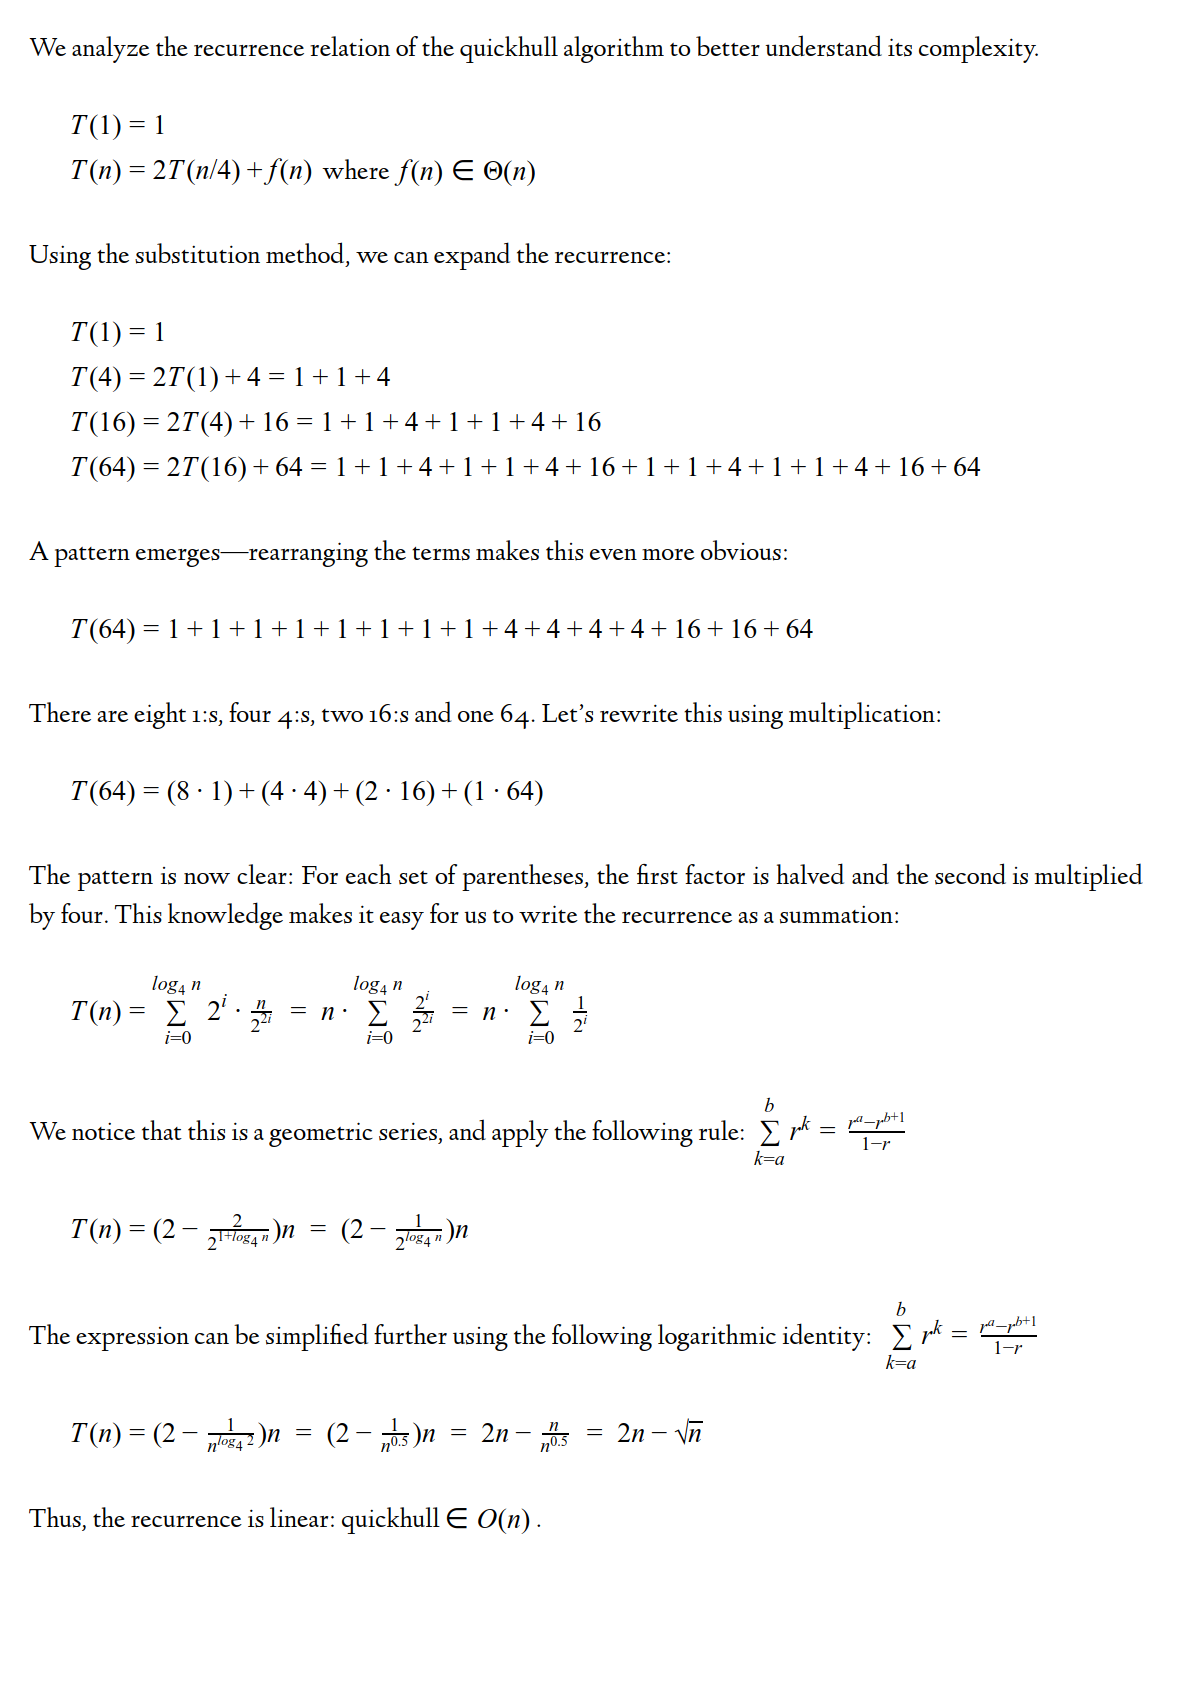 We analyze the recurrence relation of the quickhull algorithm to better understand its complexity.
T(1) = 1
T(n) = 2T(n/4) + f(n) where f(n) ∈ Θ(n)
Using the substitution method, we can expand the recurrence:
T(1) = 1
T(4) = 2T(1) + 4 = 1 + 1 + 4
T(16) = 2T(4) + 16 = 1 + 1 + 4 + 1 + 1 + 4 + 16
T(64) = 2T(16) + 64 = 1 + 1 + 4 + 1 + 1 + 4 + 16 + 1 + 1 + 4 + 1 + 1 + 4 + 16 + 64
A pattern emerges—rearranging the terms makes this even more obvious:
T(64) = 1 + 1 + 1 + 1 + 1 + 1 + 1 + 1 + 4 + 4 + 4 + 4 + 16 + 16 + 64
There are eight 1:s, four 4:s, two 16:s and one 64. Let’s rewrite this using multiplication:
T(64) = (8 · 1) + (4 · 4) + (2 · 16) + (1 · 64)
The pattern is now clear: For each set of parentheses, the first factor is halved and the second is multiplied
by four. This knowledge makes it easy for us to write the recurrence as a summation:
T(n) = \sum_{i=0}^{log_4 n} 2^i · \frac{n}{2^{2i}} = n · \sum_{i=0}^{log_4 n} \frac{2^i}{2^{2i}} = n · \sum_{i=0}^{log_4 n} \frac{1}{2^i}
We notice that this is a geometric series, and apply the following rule: \sum_{k=a}^{b} r^k = \frac{r^a−r^{b+1}}{1−r}
T(n) = (2 − \frac{2}{2^{1+log_4 n}})n = (2 − \frac{1}{2^{log_4 n}})n
The expression can be simplified further using the following logarithmic identity: \sum_{k=a}^{b} r^k = \frac{r^a−r^{b+1}}{1−r}
T(n) = (2 − \frac{1}{n^{log_4 2}})n = (2 − \frac{1}{n^{0.5}})n = 2n − \frac{n}{n^{0.5}} = 2n − √n
Thus, the recurrence is linear: quickhull ∈ O(n) .